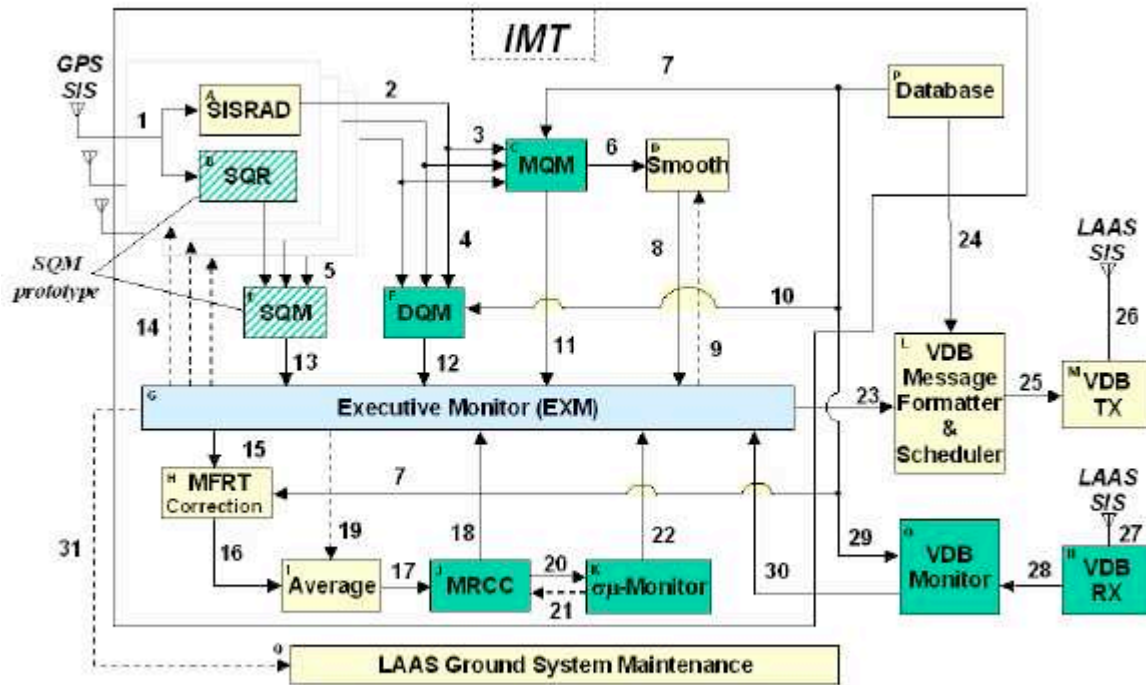 IMT
GPS
SIS
1
A
SISRAD
2
B
SQR
3
C
MQM
6
D
Smooth
7
P
Database
SQM
prototype
5
4
8
24
LAAS
SIS
26
14
SQM
13
F
DQM
12
11
9
10
L
VDB
Message
Formatter
&
Scheduler
23
25
M
VDB
TX
G
Executive Monitor (EXM)
15
H
MFRT
Correction
7
LAAS
SIS
27
31
16
19
18
22
30
29
I
Average
17
J
MRCC
20
21
K
σμ-Monitor
VDB
Monitor
28
VDB
RX
LAAS Ground System Maintenance